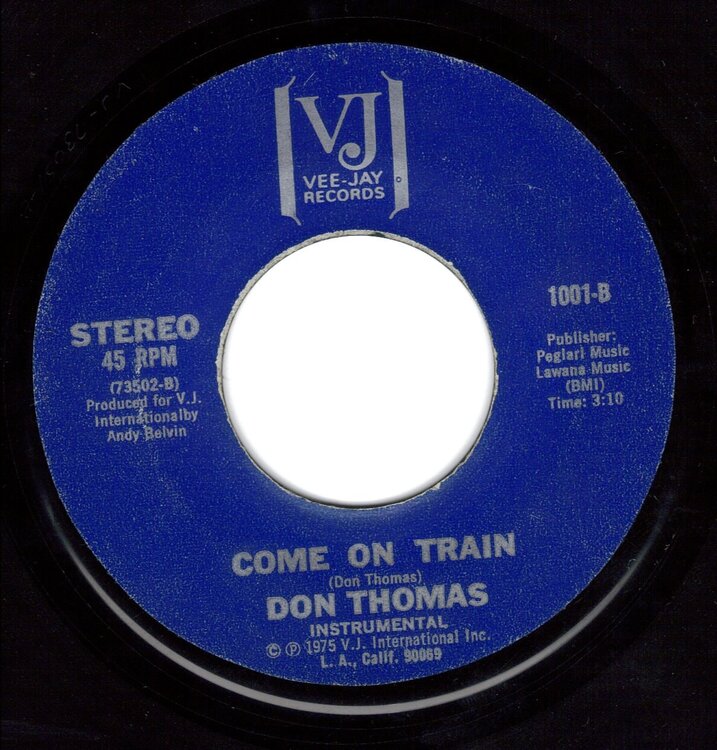 VJ
VEE-JAY
RECORDS
STEREO
45 RPM
(73502-B)
Produced for V.J.
Internationalby
Andy Belvin
1001-B
Publisher:
Peglari Music
Lawana Music
(BMI)
Time: 3:10
COME ON TRAIN
(Don Thomas)
DON THOMAS
INSTRUMENTAL
© ℗ 1975 V.J. International Inc.
L. A., Calif. 90069